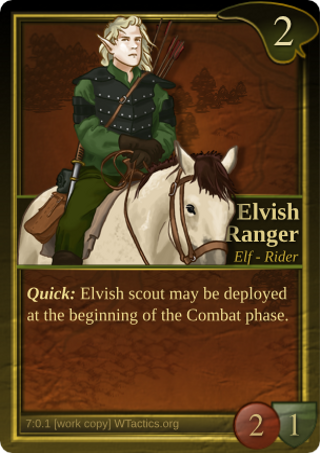 2
Elvish
Ranger
Elf - Rider
Quick: Elvish scout may be deployed
at the beginning of the Combat phase.
7:0.1 [work copy] WTactics.org
2 1